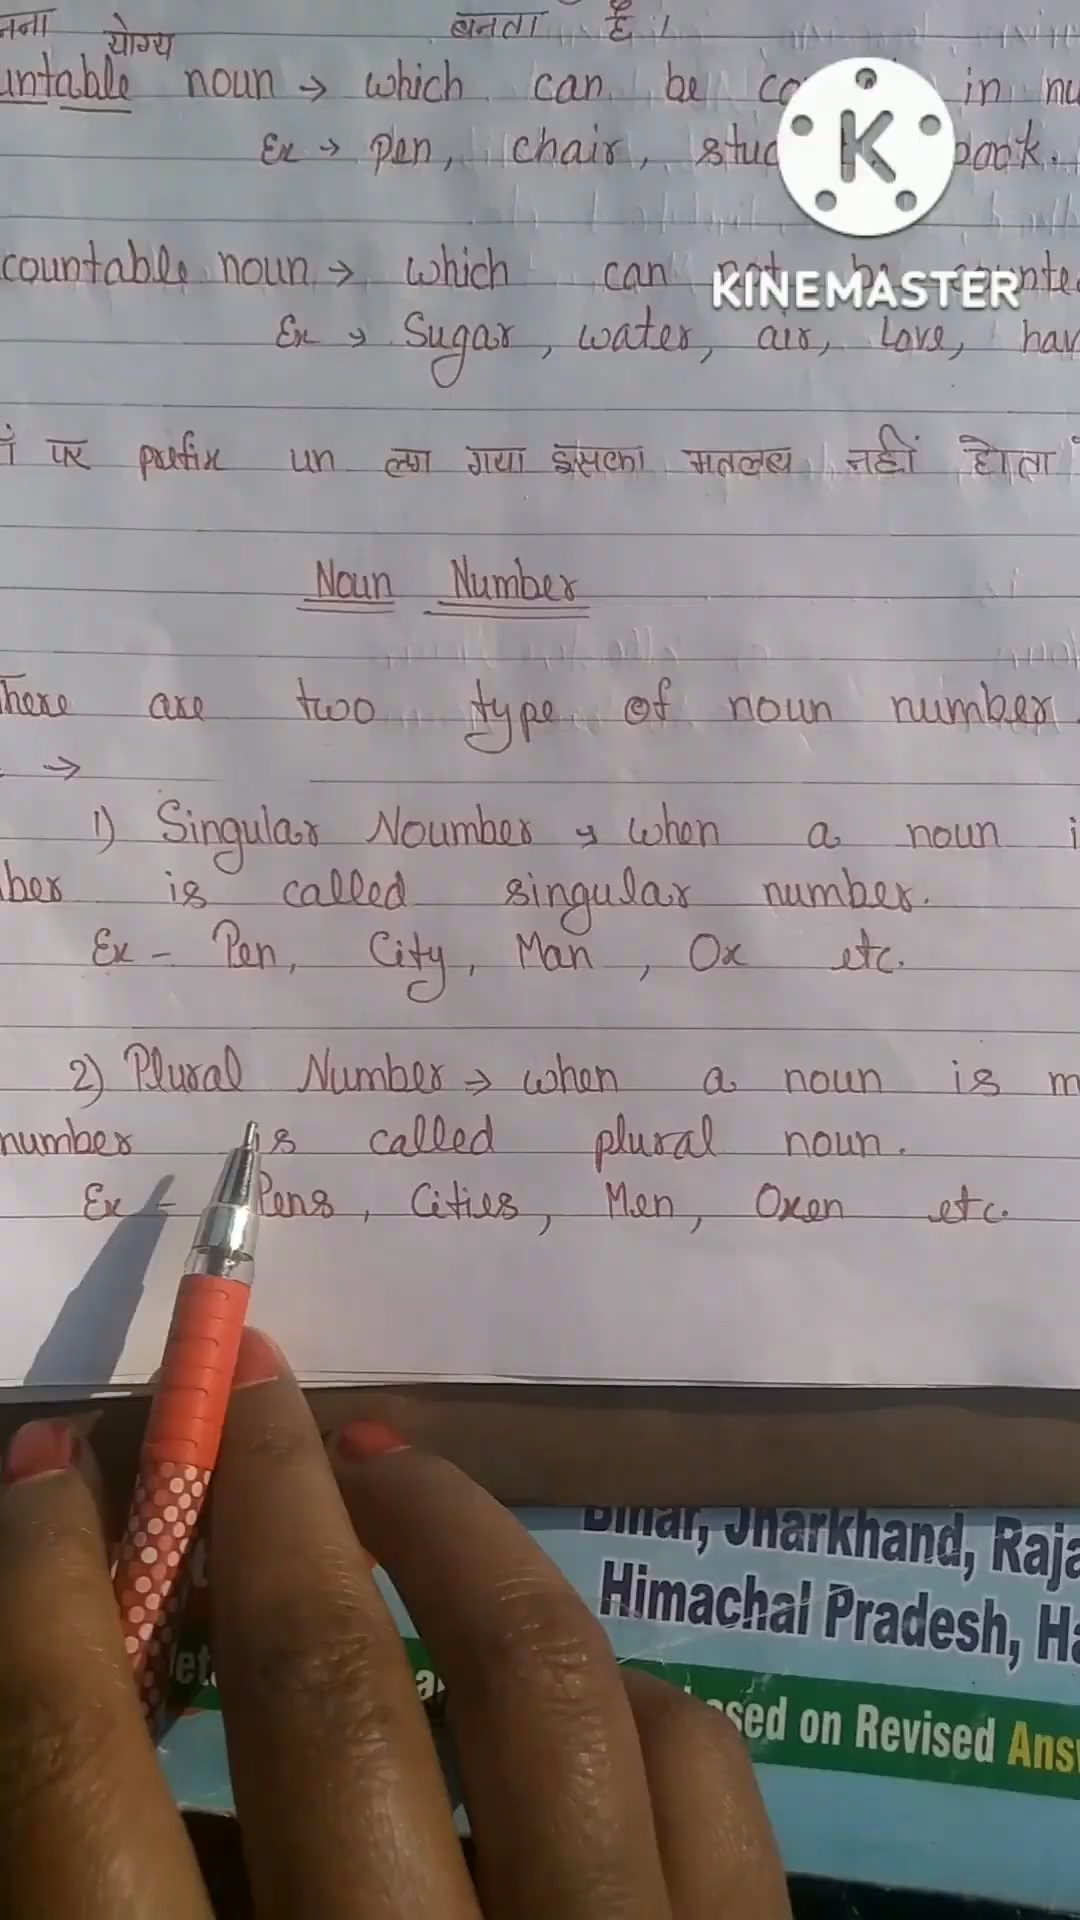 योग्य बनता है।
untable noun → which can be in nu
Ex → Pen, chair, stud book.
countable noun → which can not be counte
Ex → Sugar, water, air, Love, hav
पर prefix un लग गया इसका मतलब नहीं होता
Noun Number
There are two type of noun number.
→
1) Singular Noumber → when a noun i
ber is called singular number.
Ex - Pen, City, Man, Ox etc.
2) Plural Number → when a noun is m
number is called plural noun.
Ex - Pens, Cities, Men, Oxen etc.
K
KINEMASTER
Bihar, Jharkhand, Raja
Himachal Pradesh, Ha
sed on Revised Ans